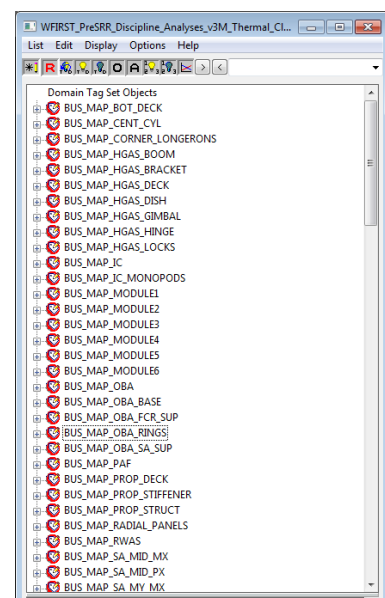 WFIRST_PreSRR_Discipline_Analyses_v3M_Thermal_Cl...
List Edit Display Options Help
R O A > <
Domain Tag Set Objects
BUS_MAP_BOT_DECK
BUS_MAP_CENT_CYL
BUS_MAP_CORNER_LONGERONS
BUS_MAP_HGAS_BOOM
BUS_MAP_HGAS_BRACKET
BUS_MAP_HGAS_DECK
BUS_MAP_HGAS_DISH
BUS_MAP_HGAS_GIMBAL
BUS_MAP_HGAS_HINGE
BUS_MAP_HGAS_LOCKS
BUS_MAP_IC
BUS_MAP_IC_MONOPODS
BUS_MAP_MODULE1
BUS_MAP_MODULE2
BUS_MAP_MODULE3
BUS_MAP_MODULE4
BUS_MAP_MODULE5
BUS_MAP_MODULE6
BUS_MAP_OBA
BUS_MAP_OBA_BASE
BUS_MAP_OBA_FCR_SUP
BUS_MAP_OBA_RINGS
BUS_MAP_OBA_SA_SUP
BUS_MAP_PAF
BUS_MAP_PROP_DECK
BUS_MAP_PROP_STIFFENER
BUS_MAP_PROP_STRUCT
BUS_MAP_RADIAL_PANELS
BUS_MAP_RWAS
BUS_MAP_SA_MID_MX
BUS_MAP_SA_MID_PX
BUS_MAP_SA_MY_MX